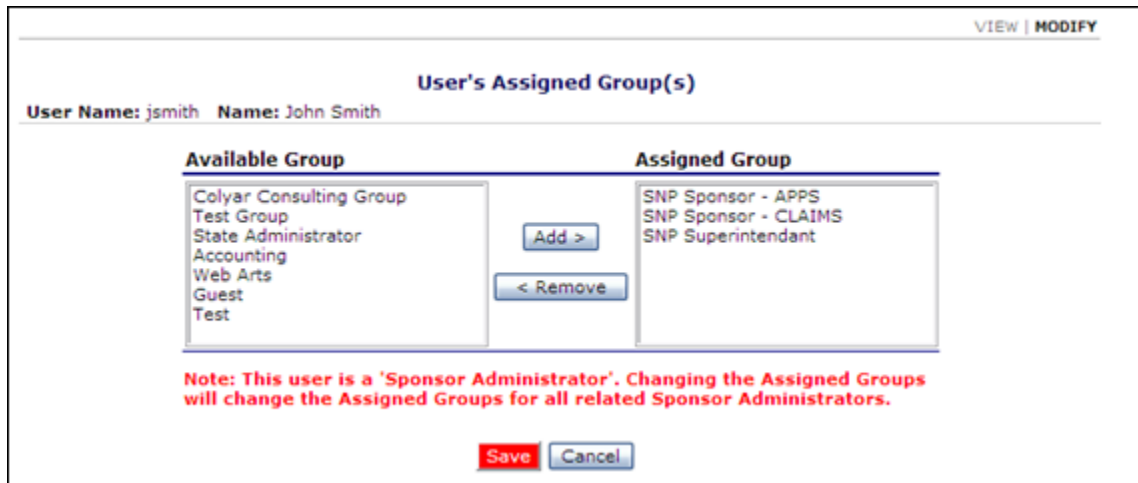 VIEW | MODIFY
User's Assigned Group(s)
User Name: jsmith Name: John Smith
Available Group
Colyar Consulting Group
Test Group
State Administrator
Accounting
Web Arts
Guest
Test
Add >
< Remove
Assigned Group
SNP Sponsor - APPS
SNP Sponsor - CLAIMS
SNP Superintendant
Note: This user is a 'Sponsor Administrator'. Changing the Assigned Groups
will change the Assigned Groups for all related Sponsor Administrators.
Save Cancel